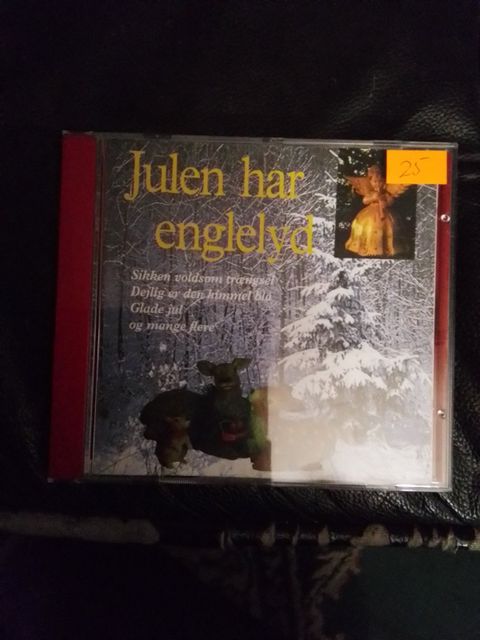 Julen har
englelyd
25
Sikken voldsom trængsel
Dejlig er den himmel blå
Glade jul
og mange flere